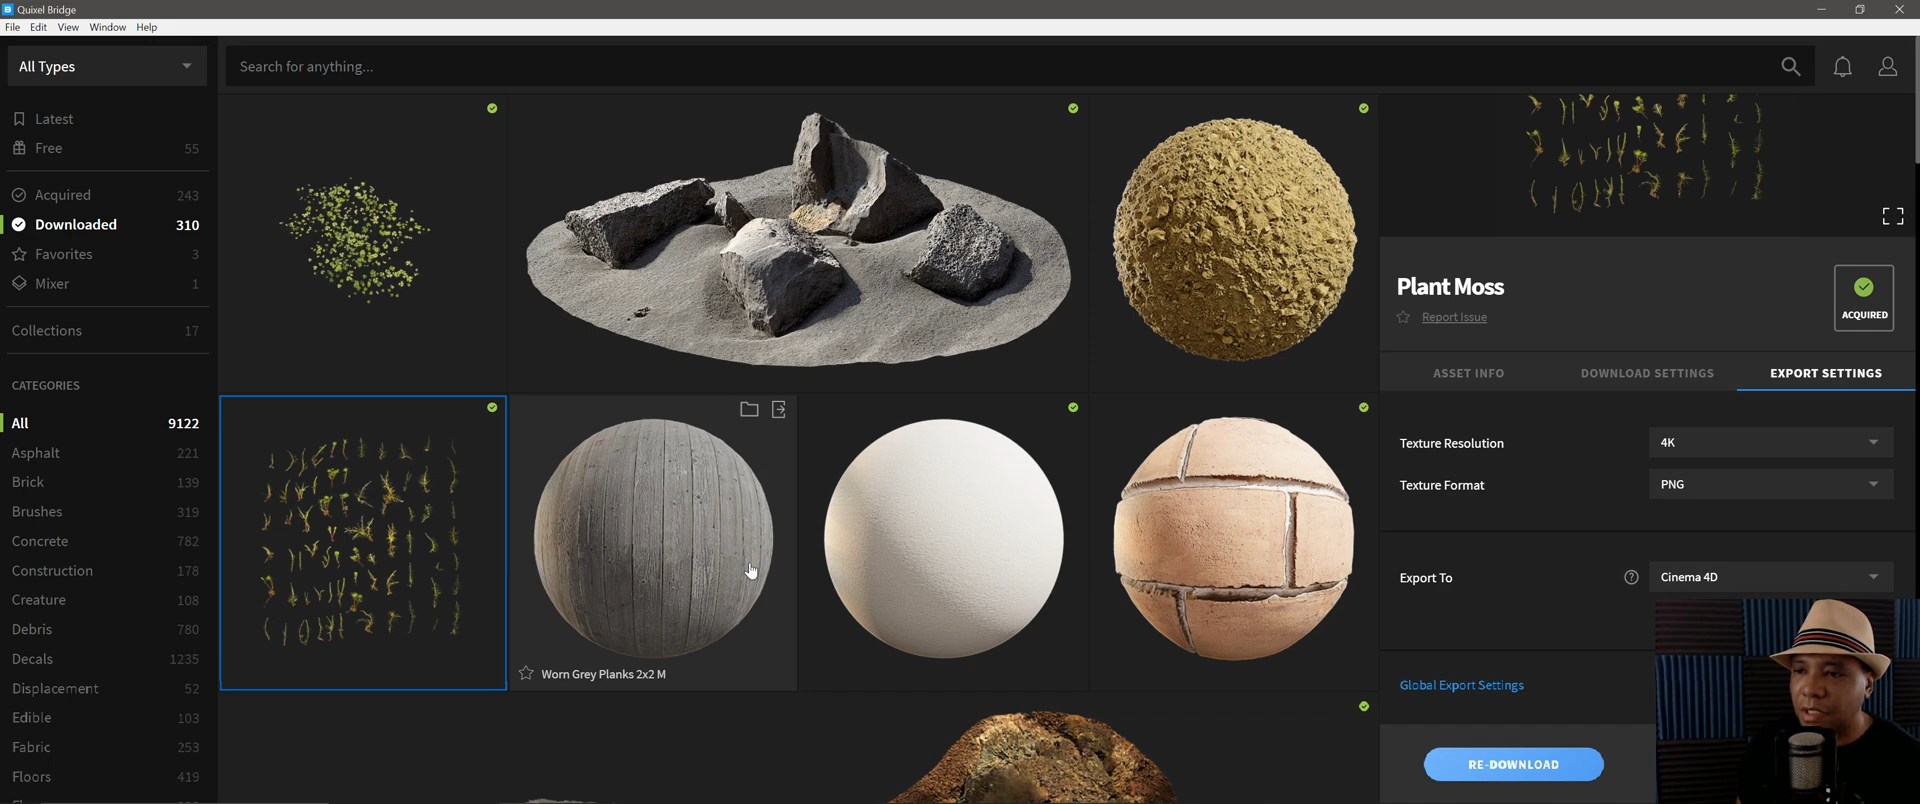 Quixel Bridge
File Edit View Window Help
All Types
Search for anything...
Latest
Free 55
Acquired 243
Downloaded 310
Favorites 3
Mixer 1
Collections 17
CATEGORIES
All 9122
Asphalt 221
Brick 139
Brushes 319
Concrete 782
Construction 178
Creature 108
Debris 780
Decals 1235
Displacement 52
Edible 103
Fabric 253
Floors 419
Worn Grey Planks 2x2 M
Plant Moss
Report Issue
ACQUIRED
ASSET INFO DOWNLOAD SETTINGS EXPORT SETTINGS
Texture Resolution 4K
Texture Format PNG
Export To ? Cinema 4D
Global Export Settings
RE-DOWNLOAD